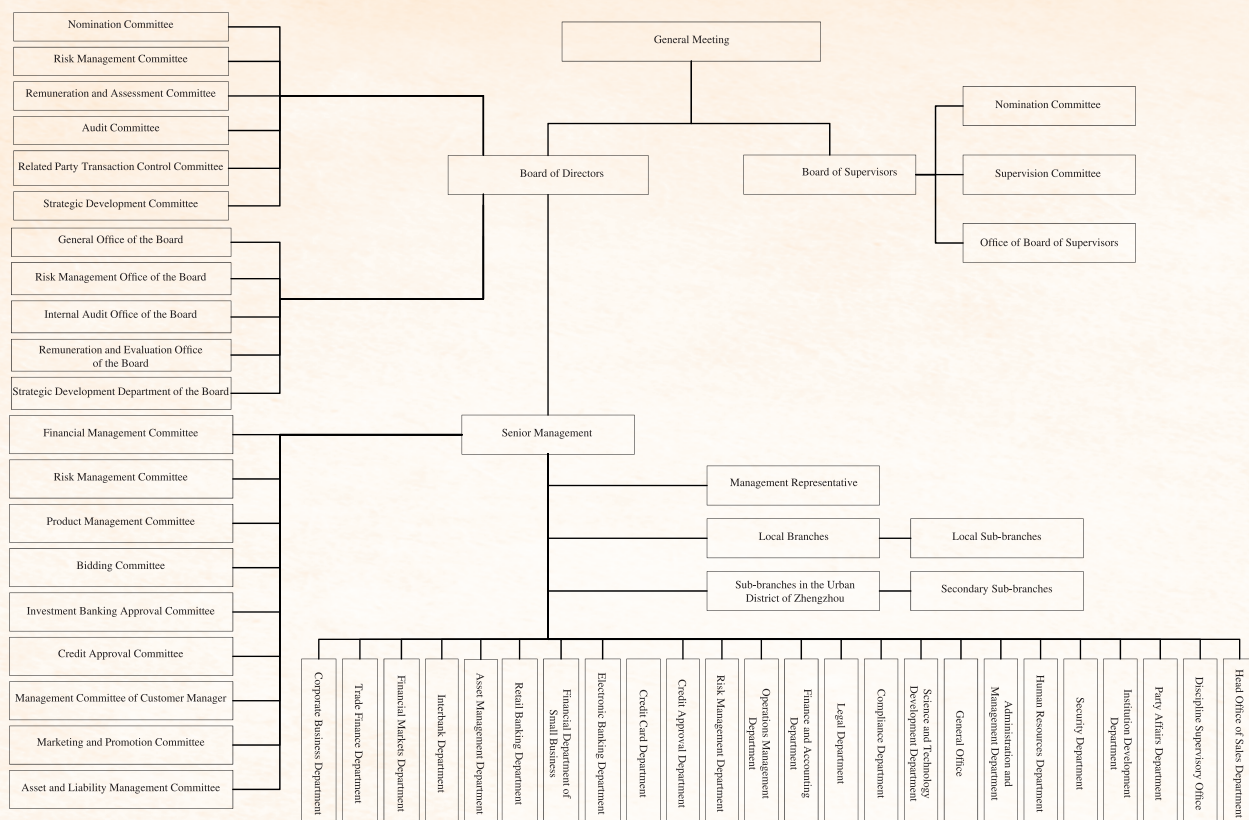 General Meeting
Board of Directors
Board of Supervisors
Nomination Committee
Supervision Committee
Office of Board of Supervisors
Nomination Committee
Risk Management Committee
Remuneration and Assessment Committee
Audit Committee
Related Party Transaction Control Committee
Strategic Development Committee
General Office of the Board
Risk Management Office of the Board
Internal Audit Office of the Board
Remuneration and Evaluation Office
of the Board
Strategic Development Department of the Board
Senior Management
Financial Management Committee
Risk Management Committee
Product Management Committee
Bidding Committee
Investment Banking Approval Committee
Credit Approval Committee
Management Committee of Customer Manager
Marketing and Promotion Committee
Asset and Liability Management Committee
Management Representative
Local Branches
Local Sub-branches
Sub-branches in the Urban
District of Zhengzhou
Secondary Sub-branches
Corporate Business Department
Trade Finance Department
Financial Markets Department
Interbank Department
Asset Management Department
Retail Banking Department
Financial Department of
Small Business
Electronic Banking Department
Credit Card Department
Credit Approval Department
Risk Management Department
Operations Management
Department
Finance and Accounting
Department
Legal Department
Compliance Department
Science and Technology
Development Department
General Office
Administration and
Management Department
Human Resources Department
Security Department
Institution Development
Department
Party Affairs Department
Discipline Supervisory Office
Head Office of Sales Department